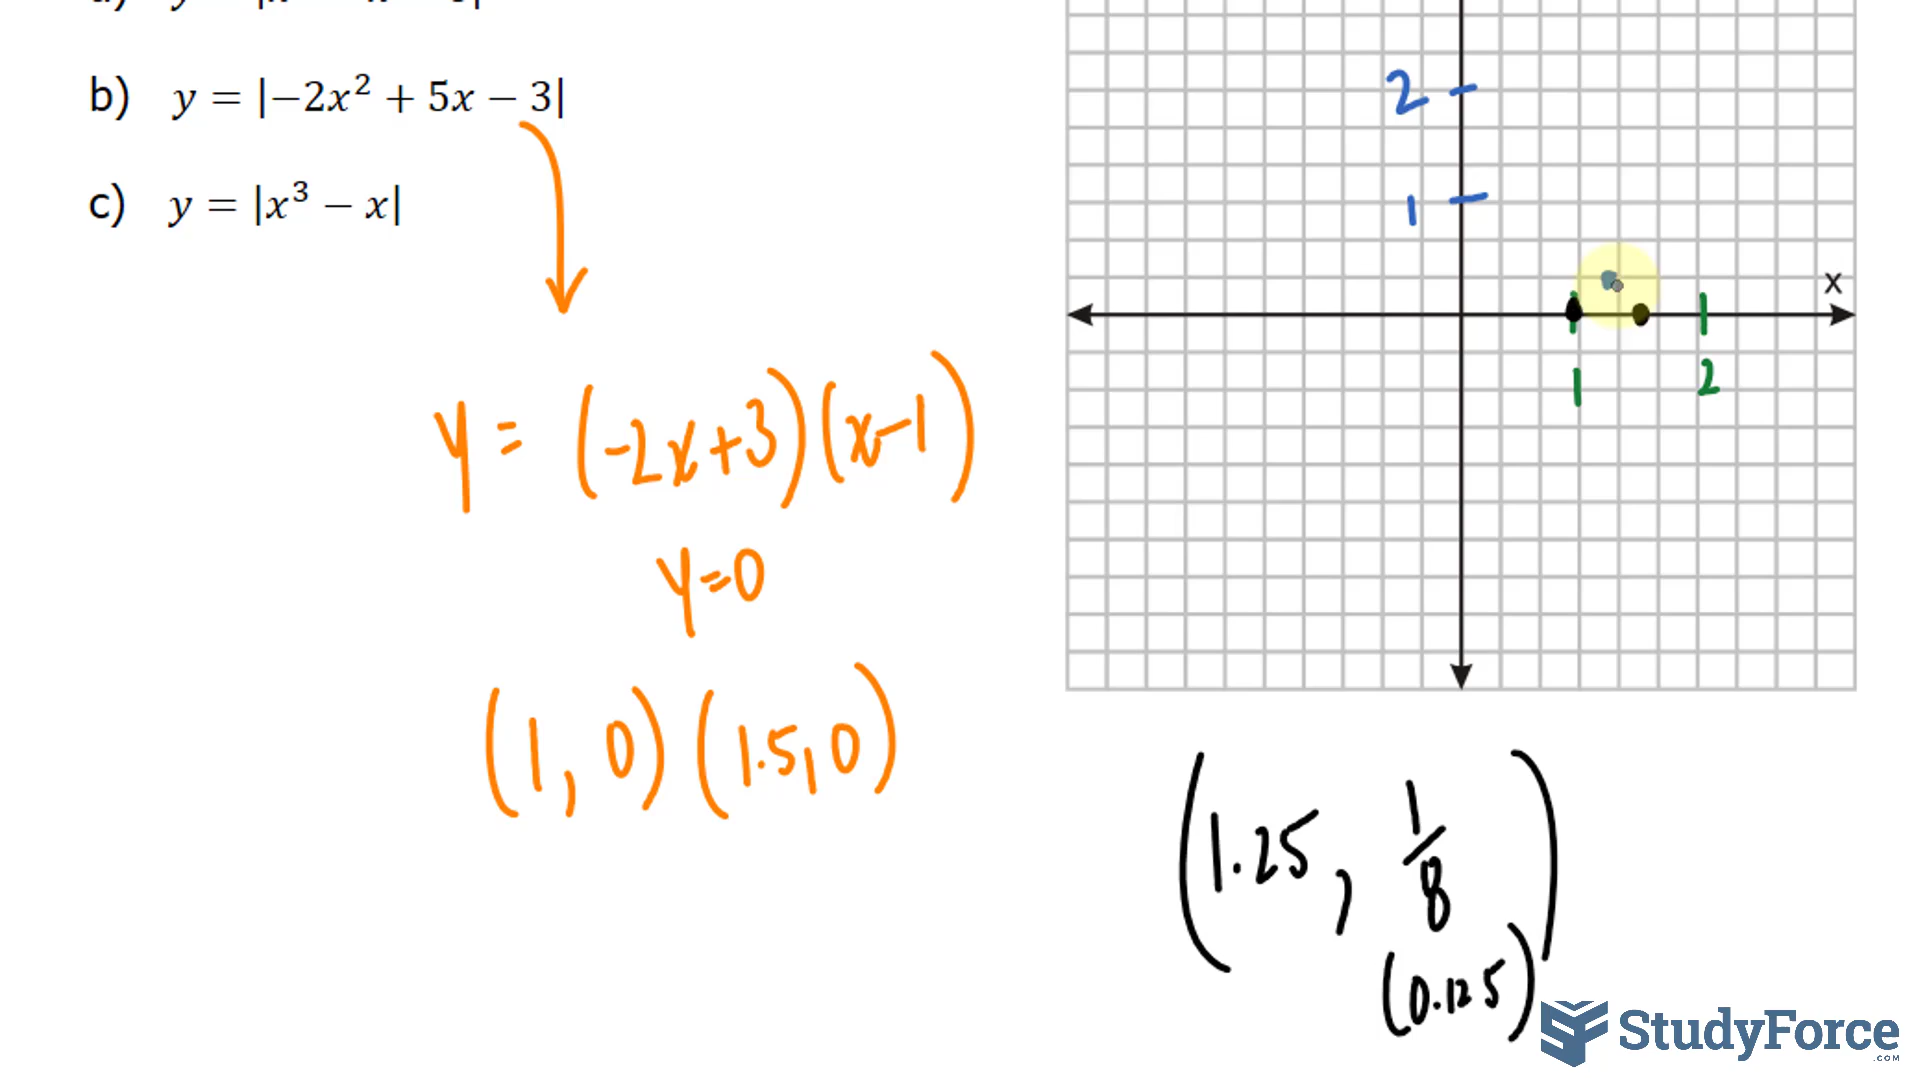 b) y = |−2x² + 5x − 3|
c) y = |x³ − x|
y = (-2x+3)(x-1)
y=0
(1, 0) (1.5, 0)
2
1
x
1 2
(1.25, 1/8)
(0.125)
StudyForce
.COM